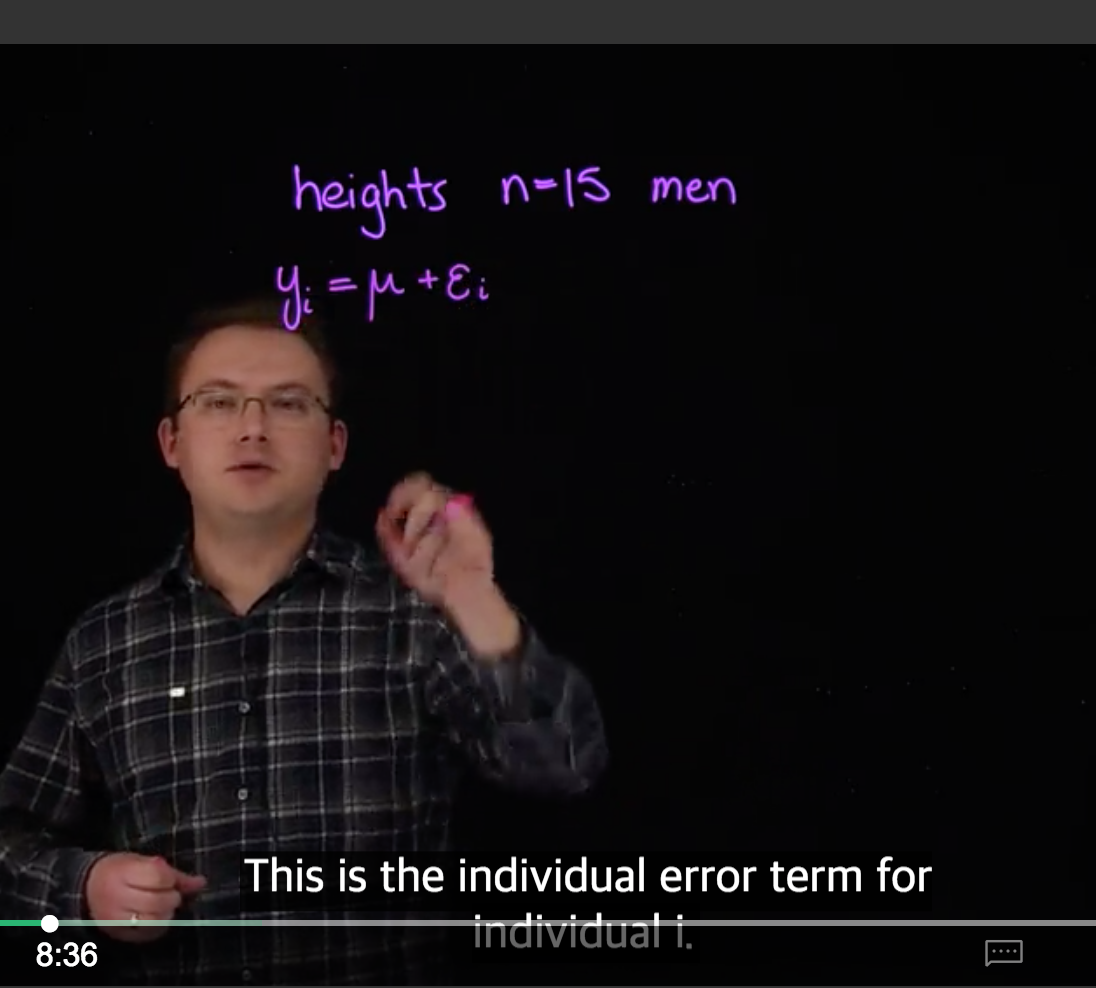 heights n=15 men
yᵢ = μ + εᵢ
This is the individual error term for
individual i.
8:36